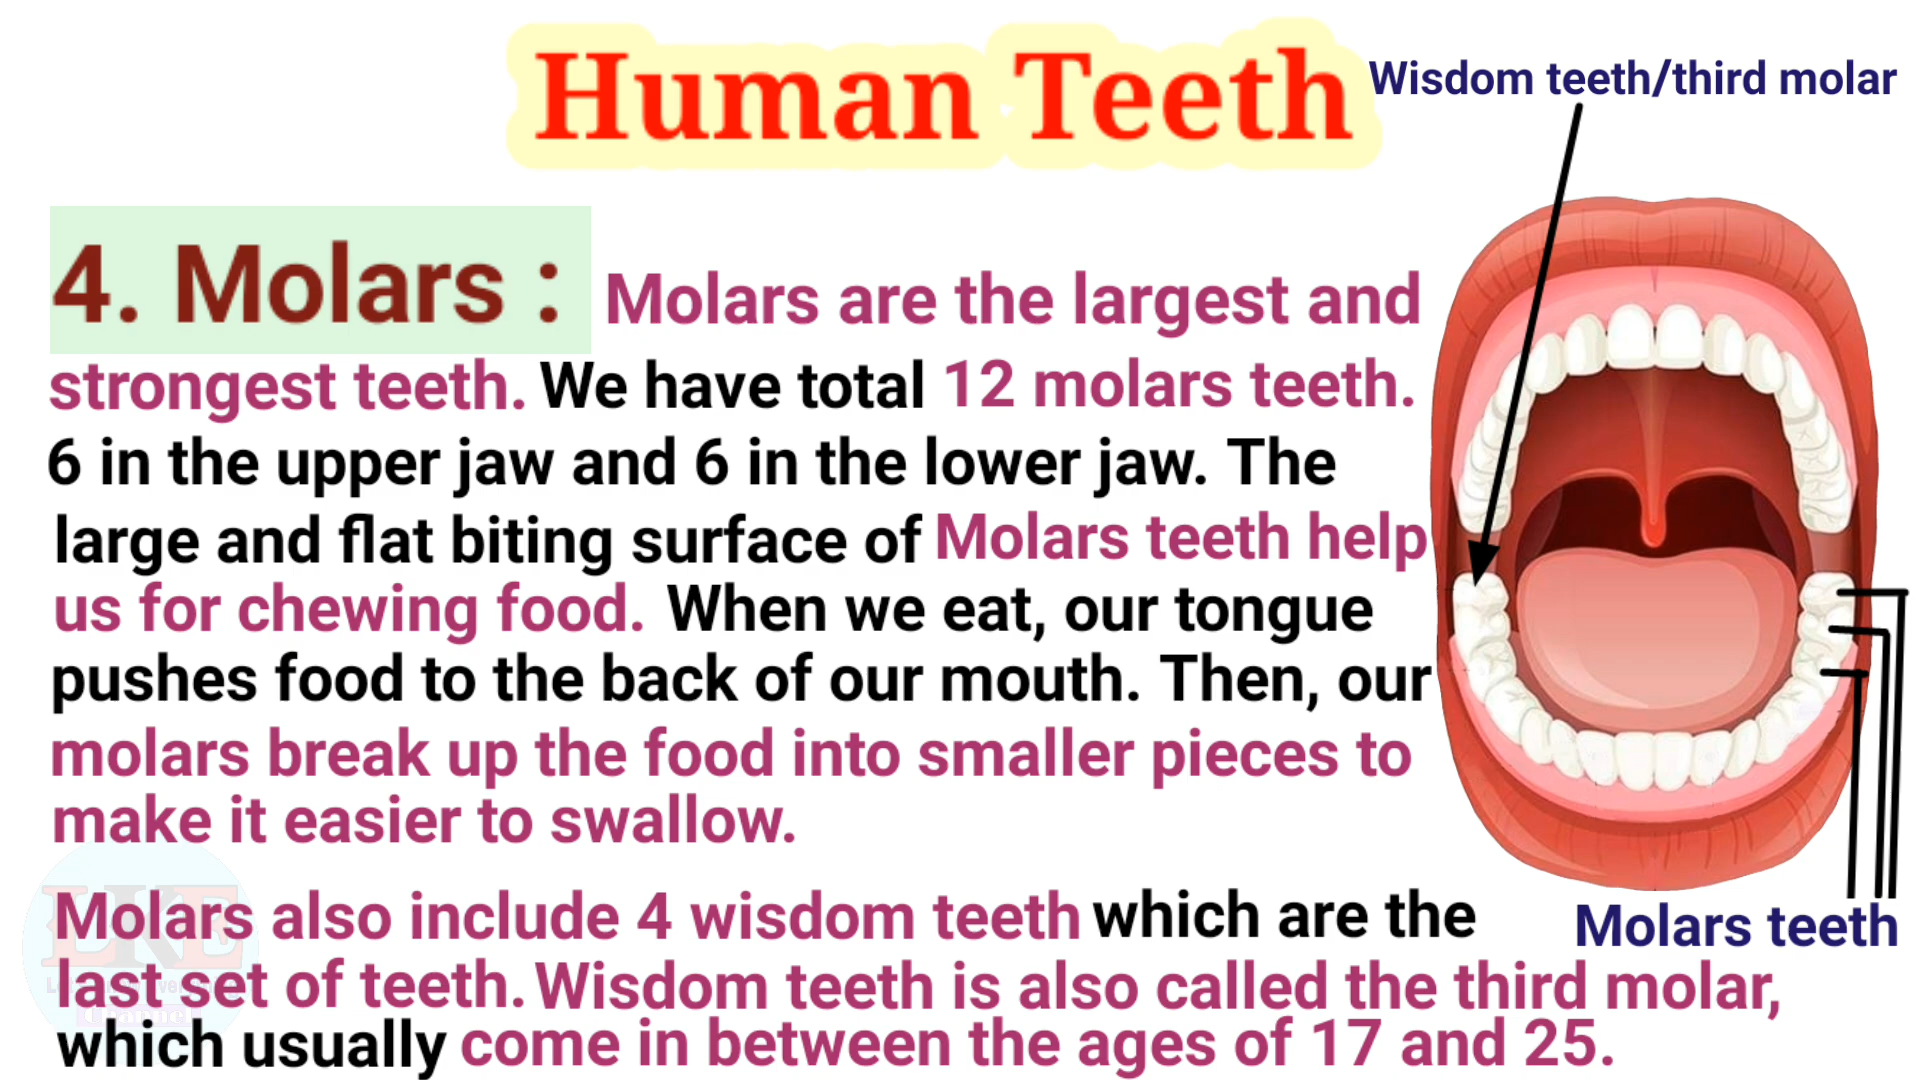 Human Teeth
Wisdom teeth/third molar
4. Molars : Molars are the largest and
strongest teeth. We have total 12 molars teeth.
6 in the upper jaw and 6 in the lower jaw. The
large and flat biting surface of Molars teeth help
us for chewing food. When we eat, our tongue
pushes food to the back of our mouth. Then, our
molars break up the food into smaller pieces to
make it easier to swallow.
Molars also include 4 wisdom teeth which are the
last set of teeth. Wisdom teeth is also called the third molar,
which usually come in between the ages of 17 and 25.
Molars teeth
LKE
Channel